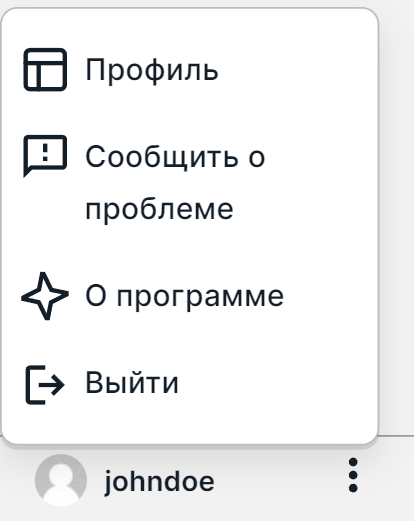 Профиль
Сообщить о
проблеме
О программе
Выйти
johndoe